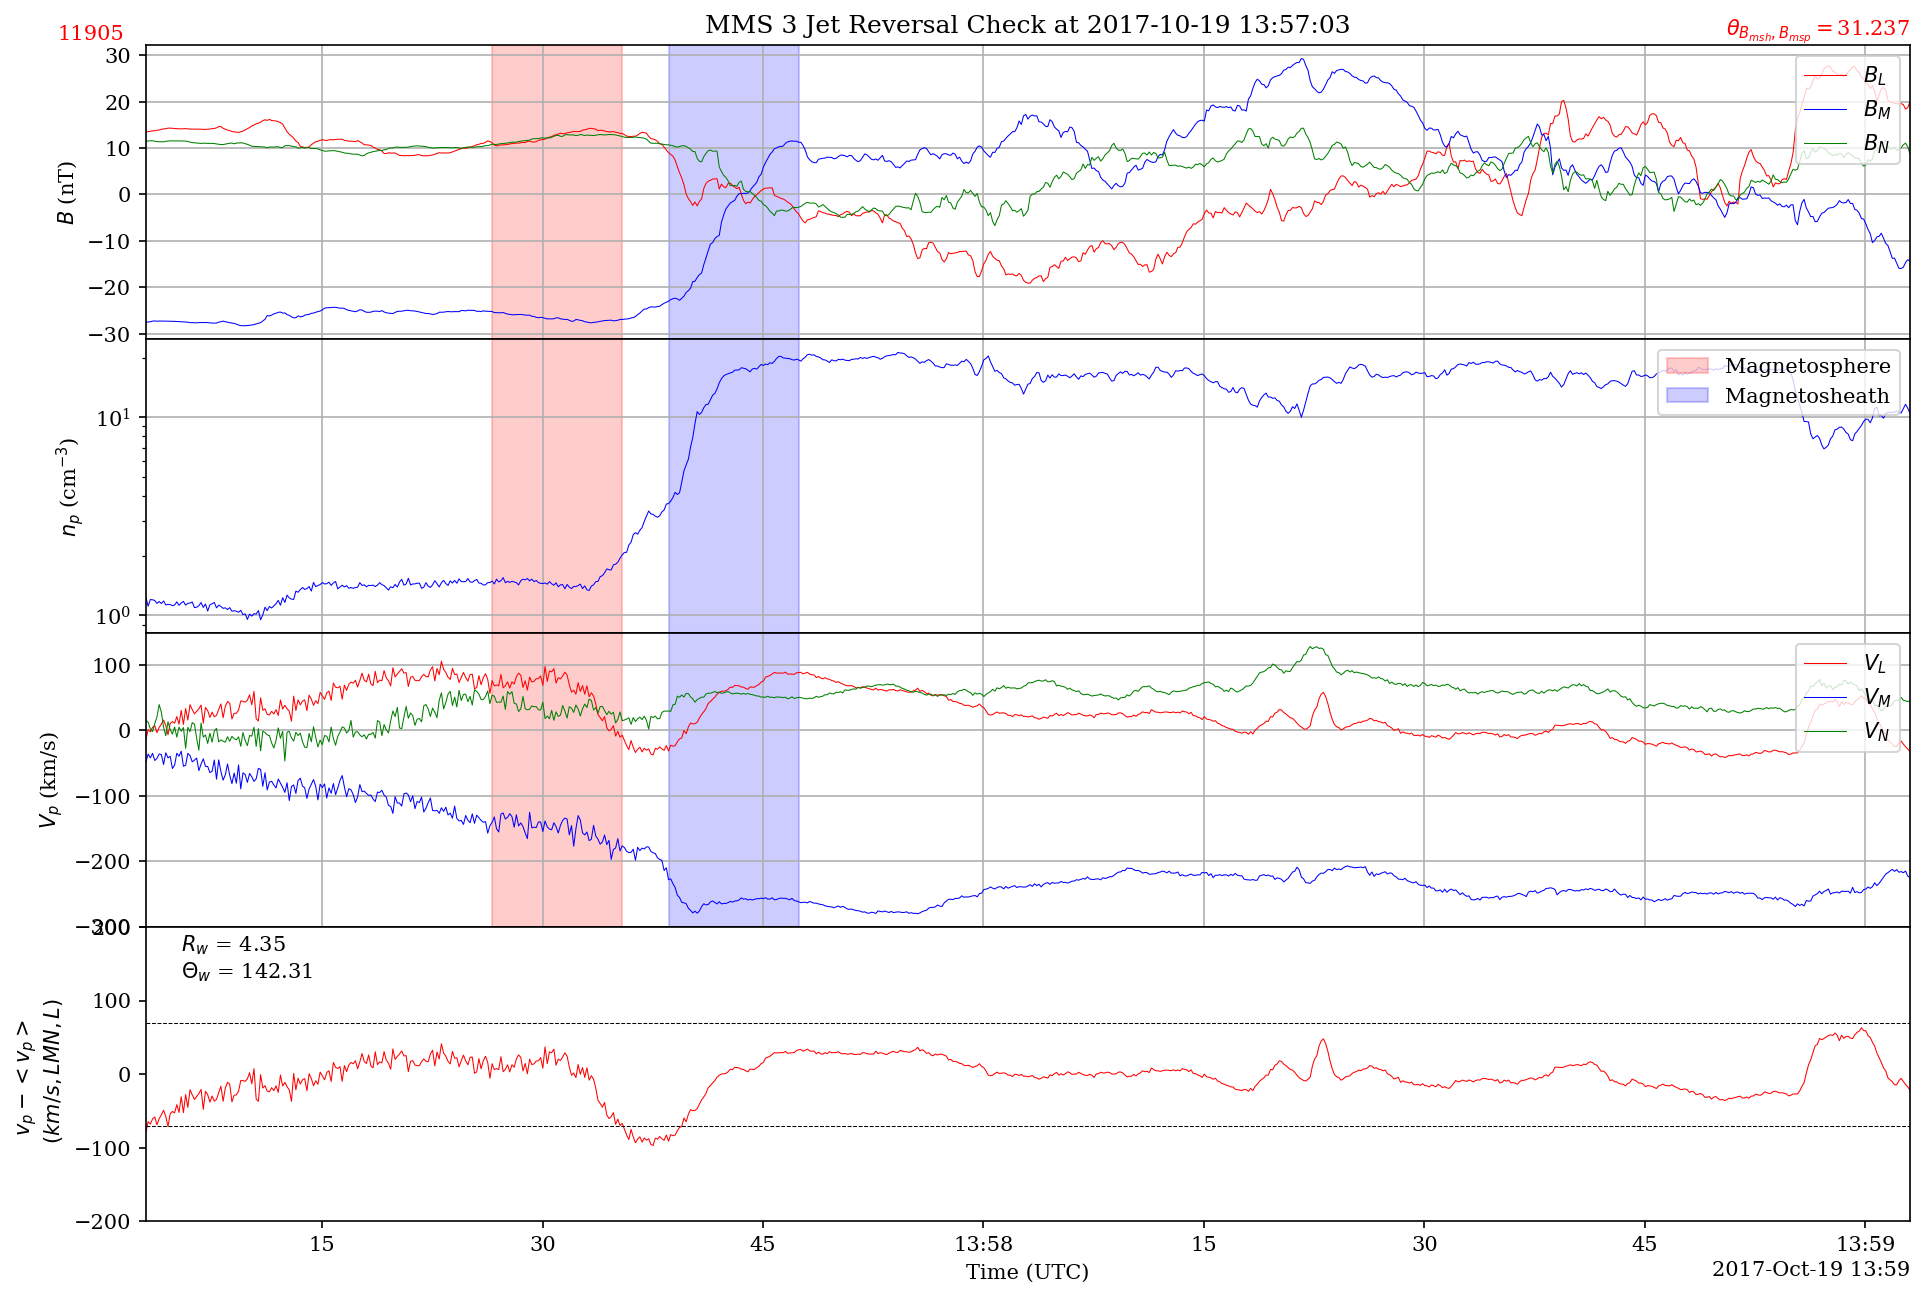 11905
MMS 3 Jet Reversal Check at 2017-10-19 13:57:03
θ_{B_{msh}, B_{msp}} = 31.237
30
20
10
0
−10
−20
−30
B (nT)
B_L
B_M
B_N
10^1
10^0
n_p (cm^{−3})
Magnetosphere
Magnetosheath
100
0
−100
−200
−300
V_p (km/s)
V_L
V_M
V_N
200
100
0
−100
−200
v_p − < v_p >
(km/s, LMN, L)
R_w = 4.35
Θ_w = 142.31
15 30 45 13:58 15 30 45 13:59
Time (UTC)
2017-Oct-19 13:59